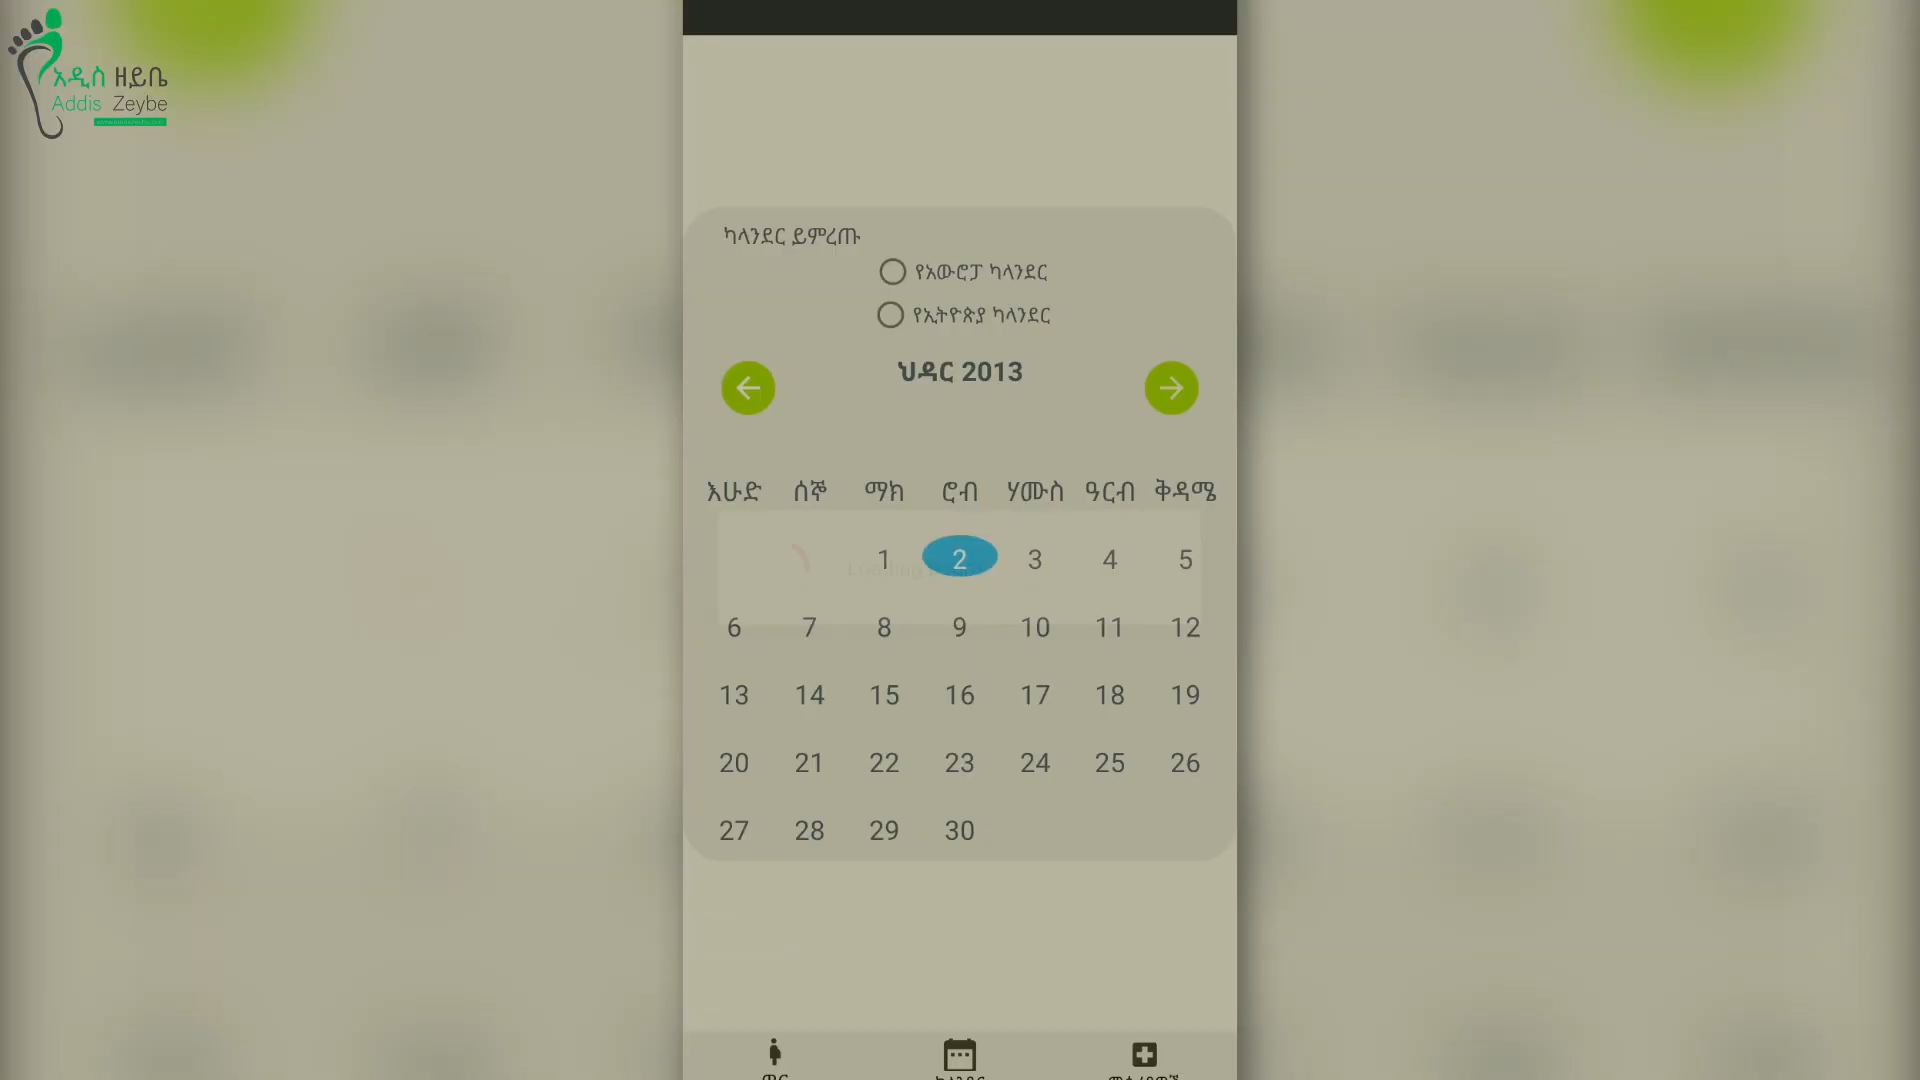 አዲስ ዘይቤ
Addis Zeybe
ካላንደር ይምረጡ
የአውሮፓ ካላንደር
የኢትዮጵያ ካላንደር
ህዳር 2013
እሁድ ሰኞ ማክ ሮብ ሃሙስ ዓርብ ቅዳሜ
1 2 3 4 5
6 7 8 9 10 11 12
13 14 15 16 17 18 19
20 21 22 23 24 25 26
27 28 29 30